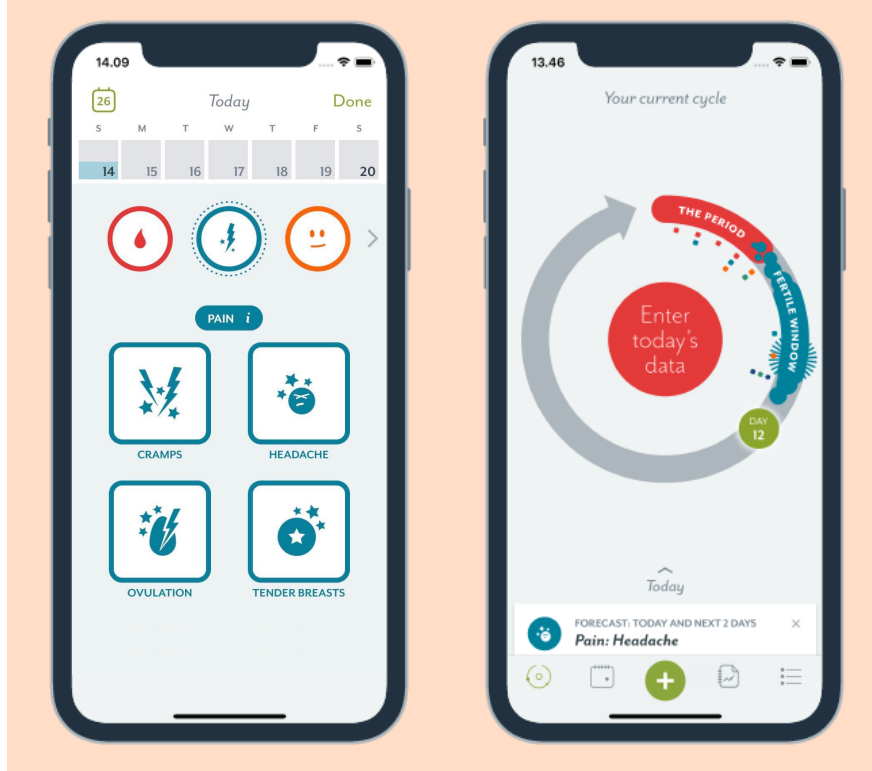 14.09
26
Today
Done
S M T W T F S
14 15 16 17 18 19 20
PAIN i
CRAMPS
HEADACHE
OVULATION
TENDER BREASTS
13.46
Your current cycle
THE PERIOD
FERTILE WINDOW
Enter
today's
data
DAY
12
Today
FORECAST: TODAY AND NEXT 2 DAYS
Pain: Headache